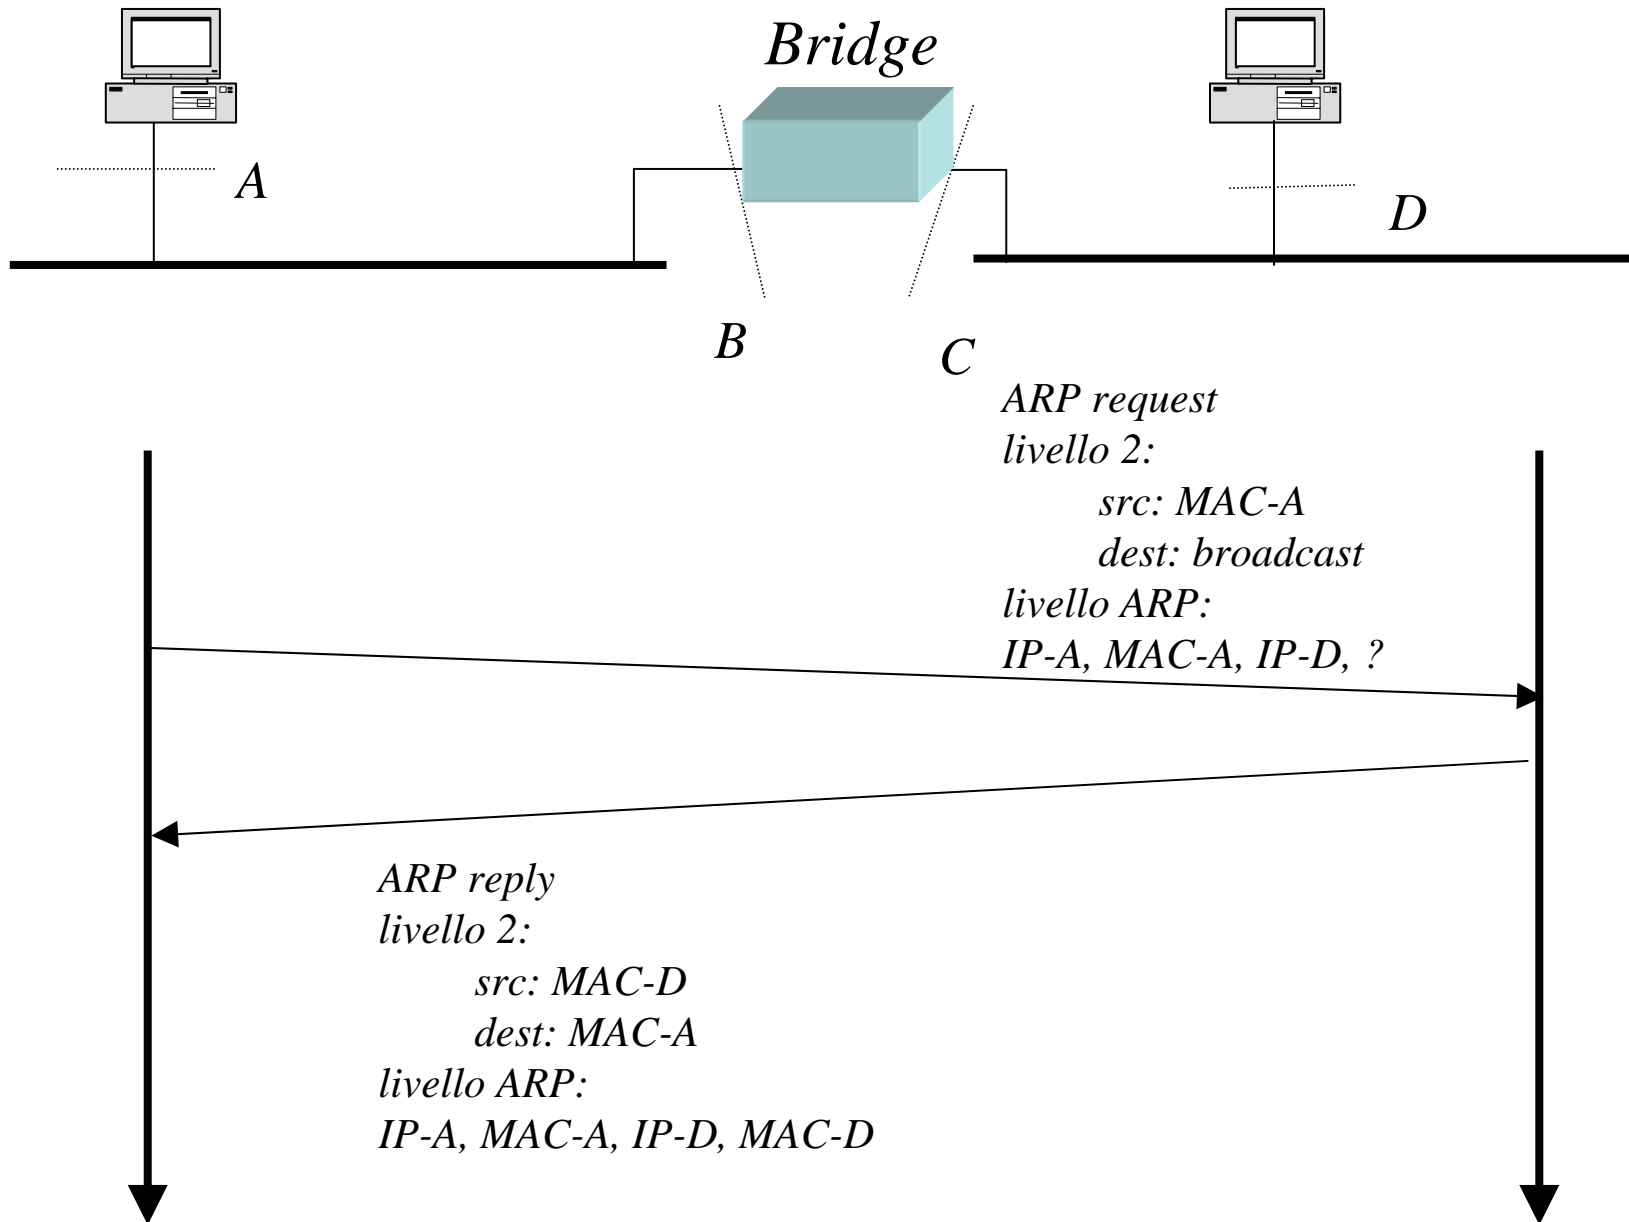 Bridge
A
D
B
C
ARP request
livello 2:
src: MAC-A
dest: broadcast
livello ARP:
IP-A, MAC-A, IP-D, ?
ARP reply
livello 2:
src: MAC-D
dest: MAC-A
livello ARP:
IP-A, MAC-A, IP-D, MAC-D